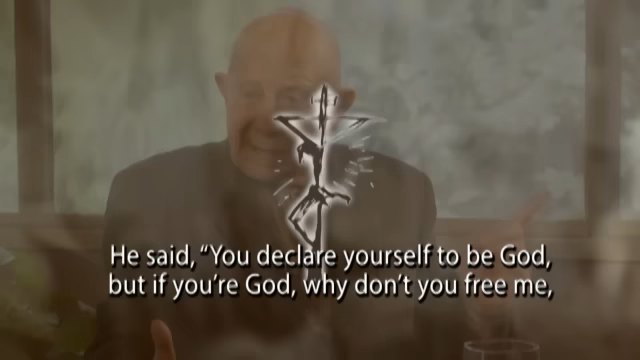 He said, “You declare yourself to be God,
but if you’re God, why don’t you free me,